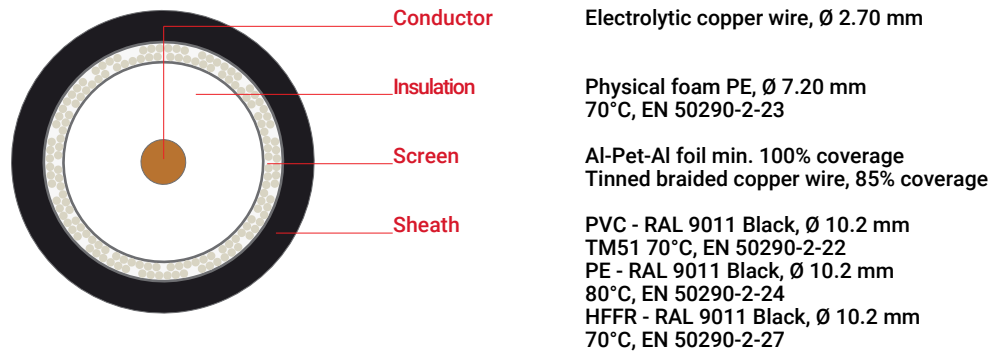 Conductor Electrolytic copper wire, Ø 2.70 mm
Insulation Physical foam PE, Ø 7.20 mm
70°C, EN 50290-2-23
Screen Al-Pet-Al foil min. 100% coverage
Tinned braided copper wire, 85% coverage
Sheath PVC - RAL 9011 Black, Ø 10.2 mm
TM51 70°C, EN 50290-2-22
PE - RAL 9011 Black, Ø 10.2 mm
80°C, EN 50290-2-24
HFFR - RAL 9011 Black, Ø 10.2 mm
70°C, EN 50290-2-27